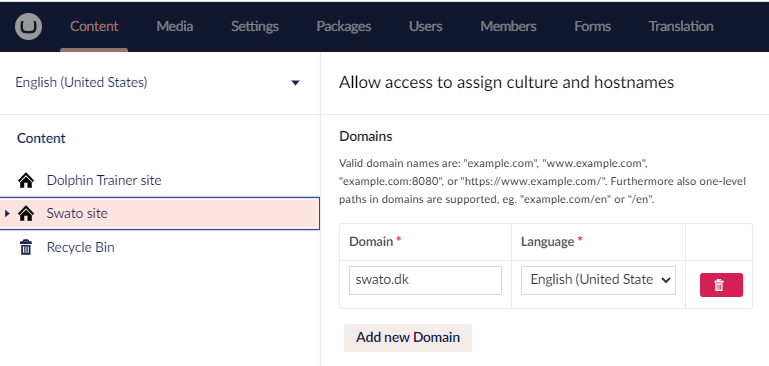 Content Media Settings Packages Users Members Forms Translation
English (United States)
Allow access to assign culture and hostnames
Content
Domains
Valid domain names are: "example.com", "www.example.com",
"example.com:8080", or "https://www.example.com/". Furthermore also one-level
paths in domains are supported, eg. "example.com/en" or "/en".
Dolphin Trainer site
Swato site
Recycle Bin
Domain * Language *
swato.dk English (United State
Add new Domain